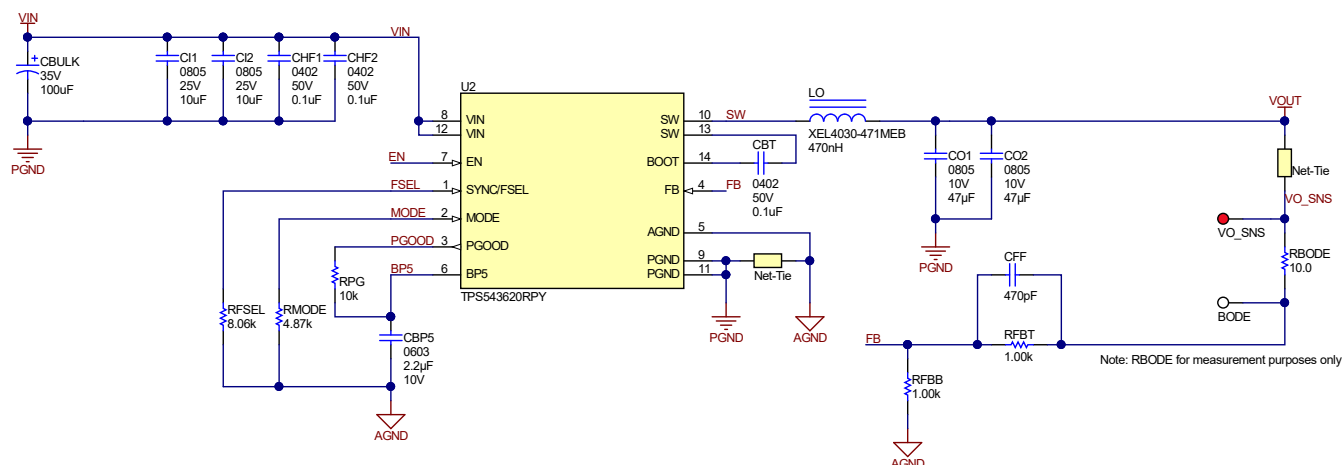 VIN
CBULK
35V
100uF
CI1
0805
25V
10uF
CI2
0805
25V
10uF
CHF1
0402
50V
0.1uF
CHF2
0402
50V
0.1uF
VIN
PGND
U2
8
VIN
12
VIN
EN
7
EN
FSEL
1
SYNC/FSEL
MODE
2
MODE
PGOOD
3
PGOOD
BP5
6
BP5
SW
10
SW
SW
13
BOOT
14
FB
4
FB
AGND
5
PGND
9
PGND
11
TPS543620RPY
CBT
0402
50V
0.1uF
LO
XEL4030-471MEB
470nH
CO1
0805
10V
47µF
CO2
0805
10V
47µF
PGND
VOUT
Net-Tie
VO_SNS
VO_SNS
RBODE
10.0
BODE
Net-Tie
PGND
AGND
RPG
10k
RFSEL
8.06k
RMODE
4.87k
CBP5
0603
2.2µF
10V
AGND
CFF
470pF
FB
RFBT
1.00k
RFBB
1.00k
AGND
Note: RBODE for measurement purposes only